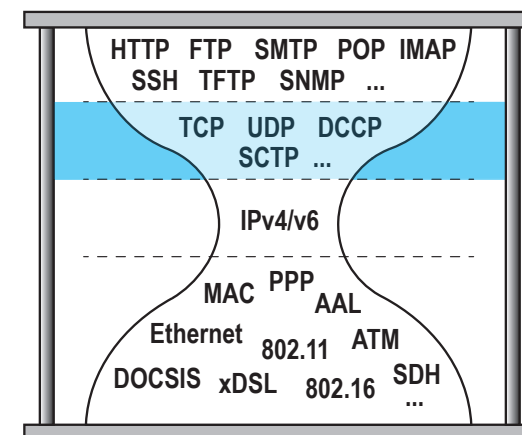 HTTP FTP SMTP POP IMAP
SSH TFTP SNMP ...
TCP UDP DCCP
SCTP ...
IPv4/v6
MAC PPP AAL
Ethernet 802.11 ATM
DOCSIS xDSL 802.16 SDH
...